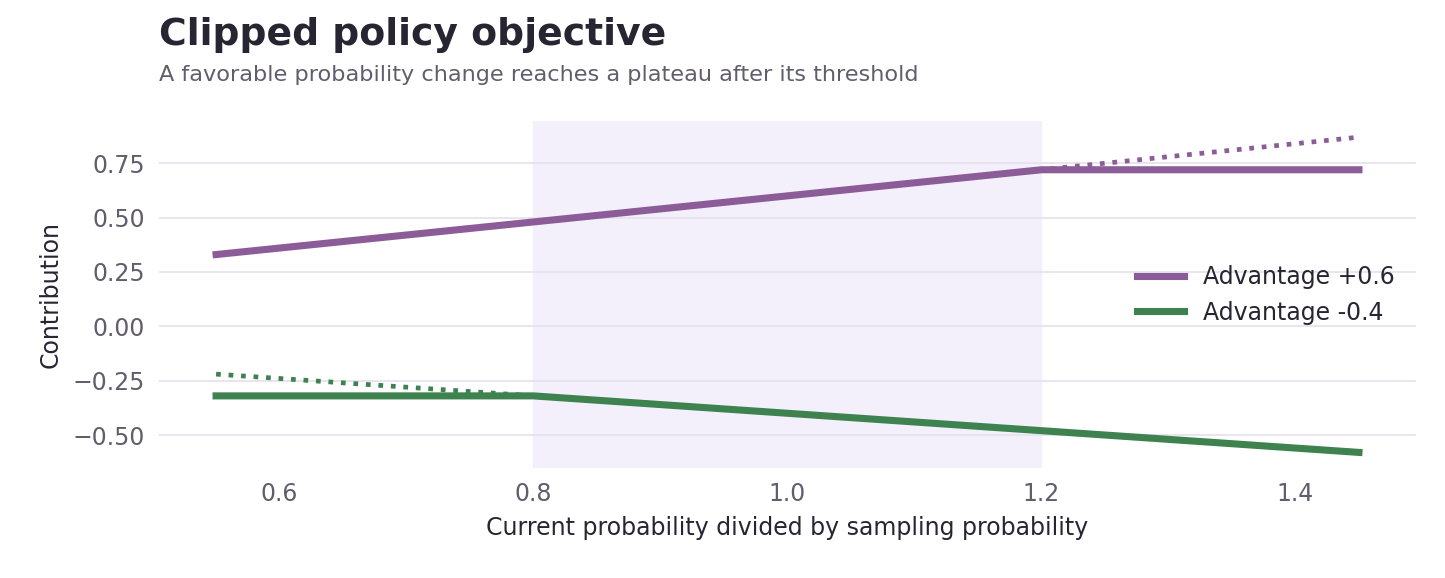 Clipped policy objective
A favorable probability change reaches a plateau after its threshold
Contribution
0.75
0.50
0.25
0.00
−0.25
−0.50
Advantage +0.6
Advantage -0.4
0.6 0.8 1.0 1.2 1.4
Current probability divided by sampling probability